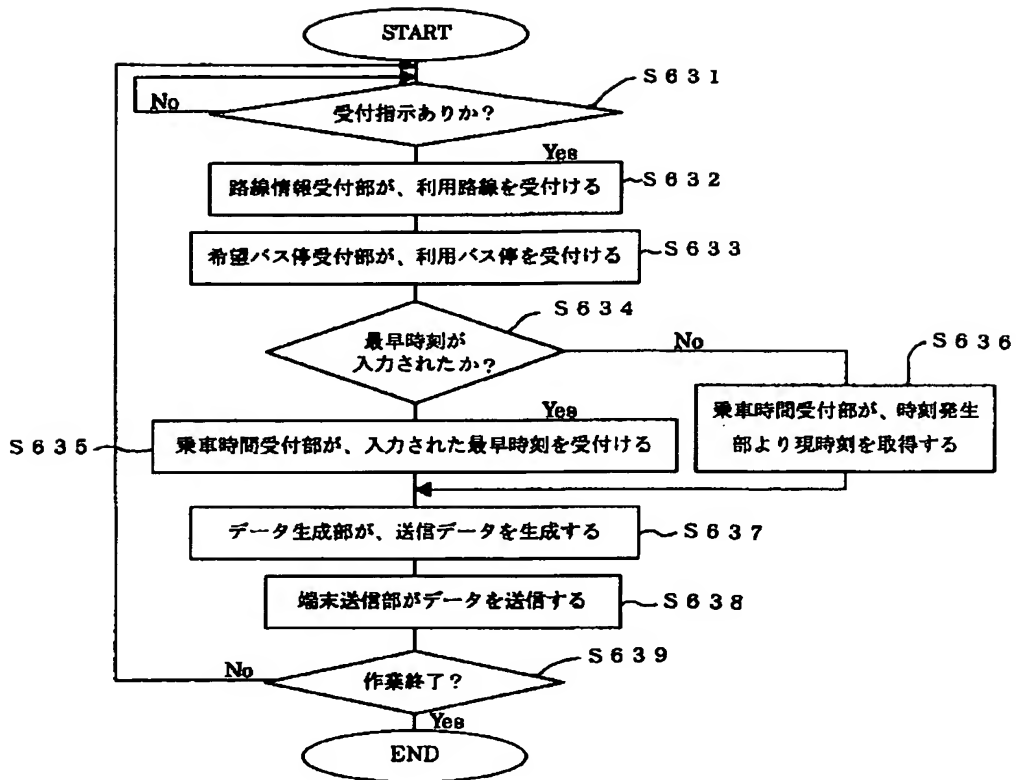 START
S631
No
受付指示ありか?
Yes
路線情報受付部が、利用路線を受付ける
S632
希望バス停受付部が、利用バス停を受付ける
S633
S634
最早時刻が
入力されたか?
No
S636
Yes
乗車時間受付部が、時刻発生
部より現時刻を取得する
S635
乗車時間受付部が、入力された最早時刻を受付ける
データ生成部が、送信データを生成する
S637
端末送信部がデータを送信する
S638
S639
No
作業終了?
Yes
END